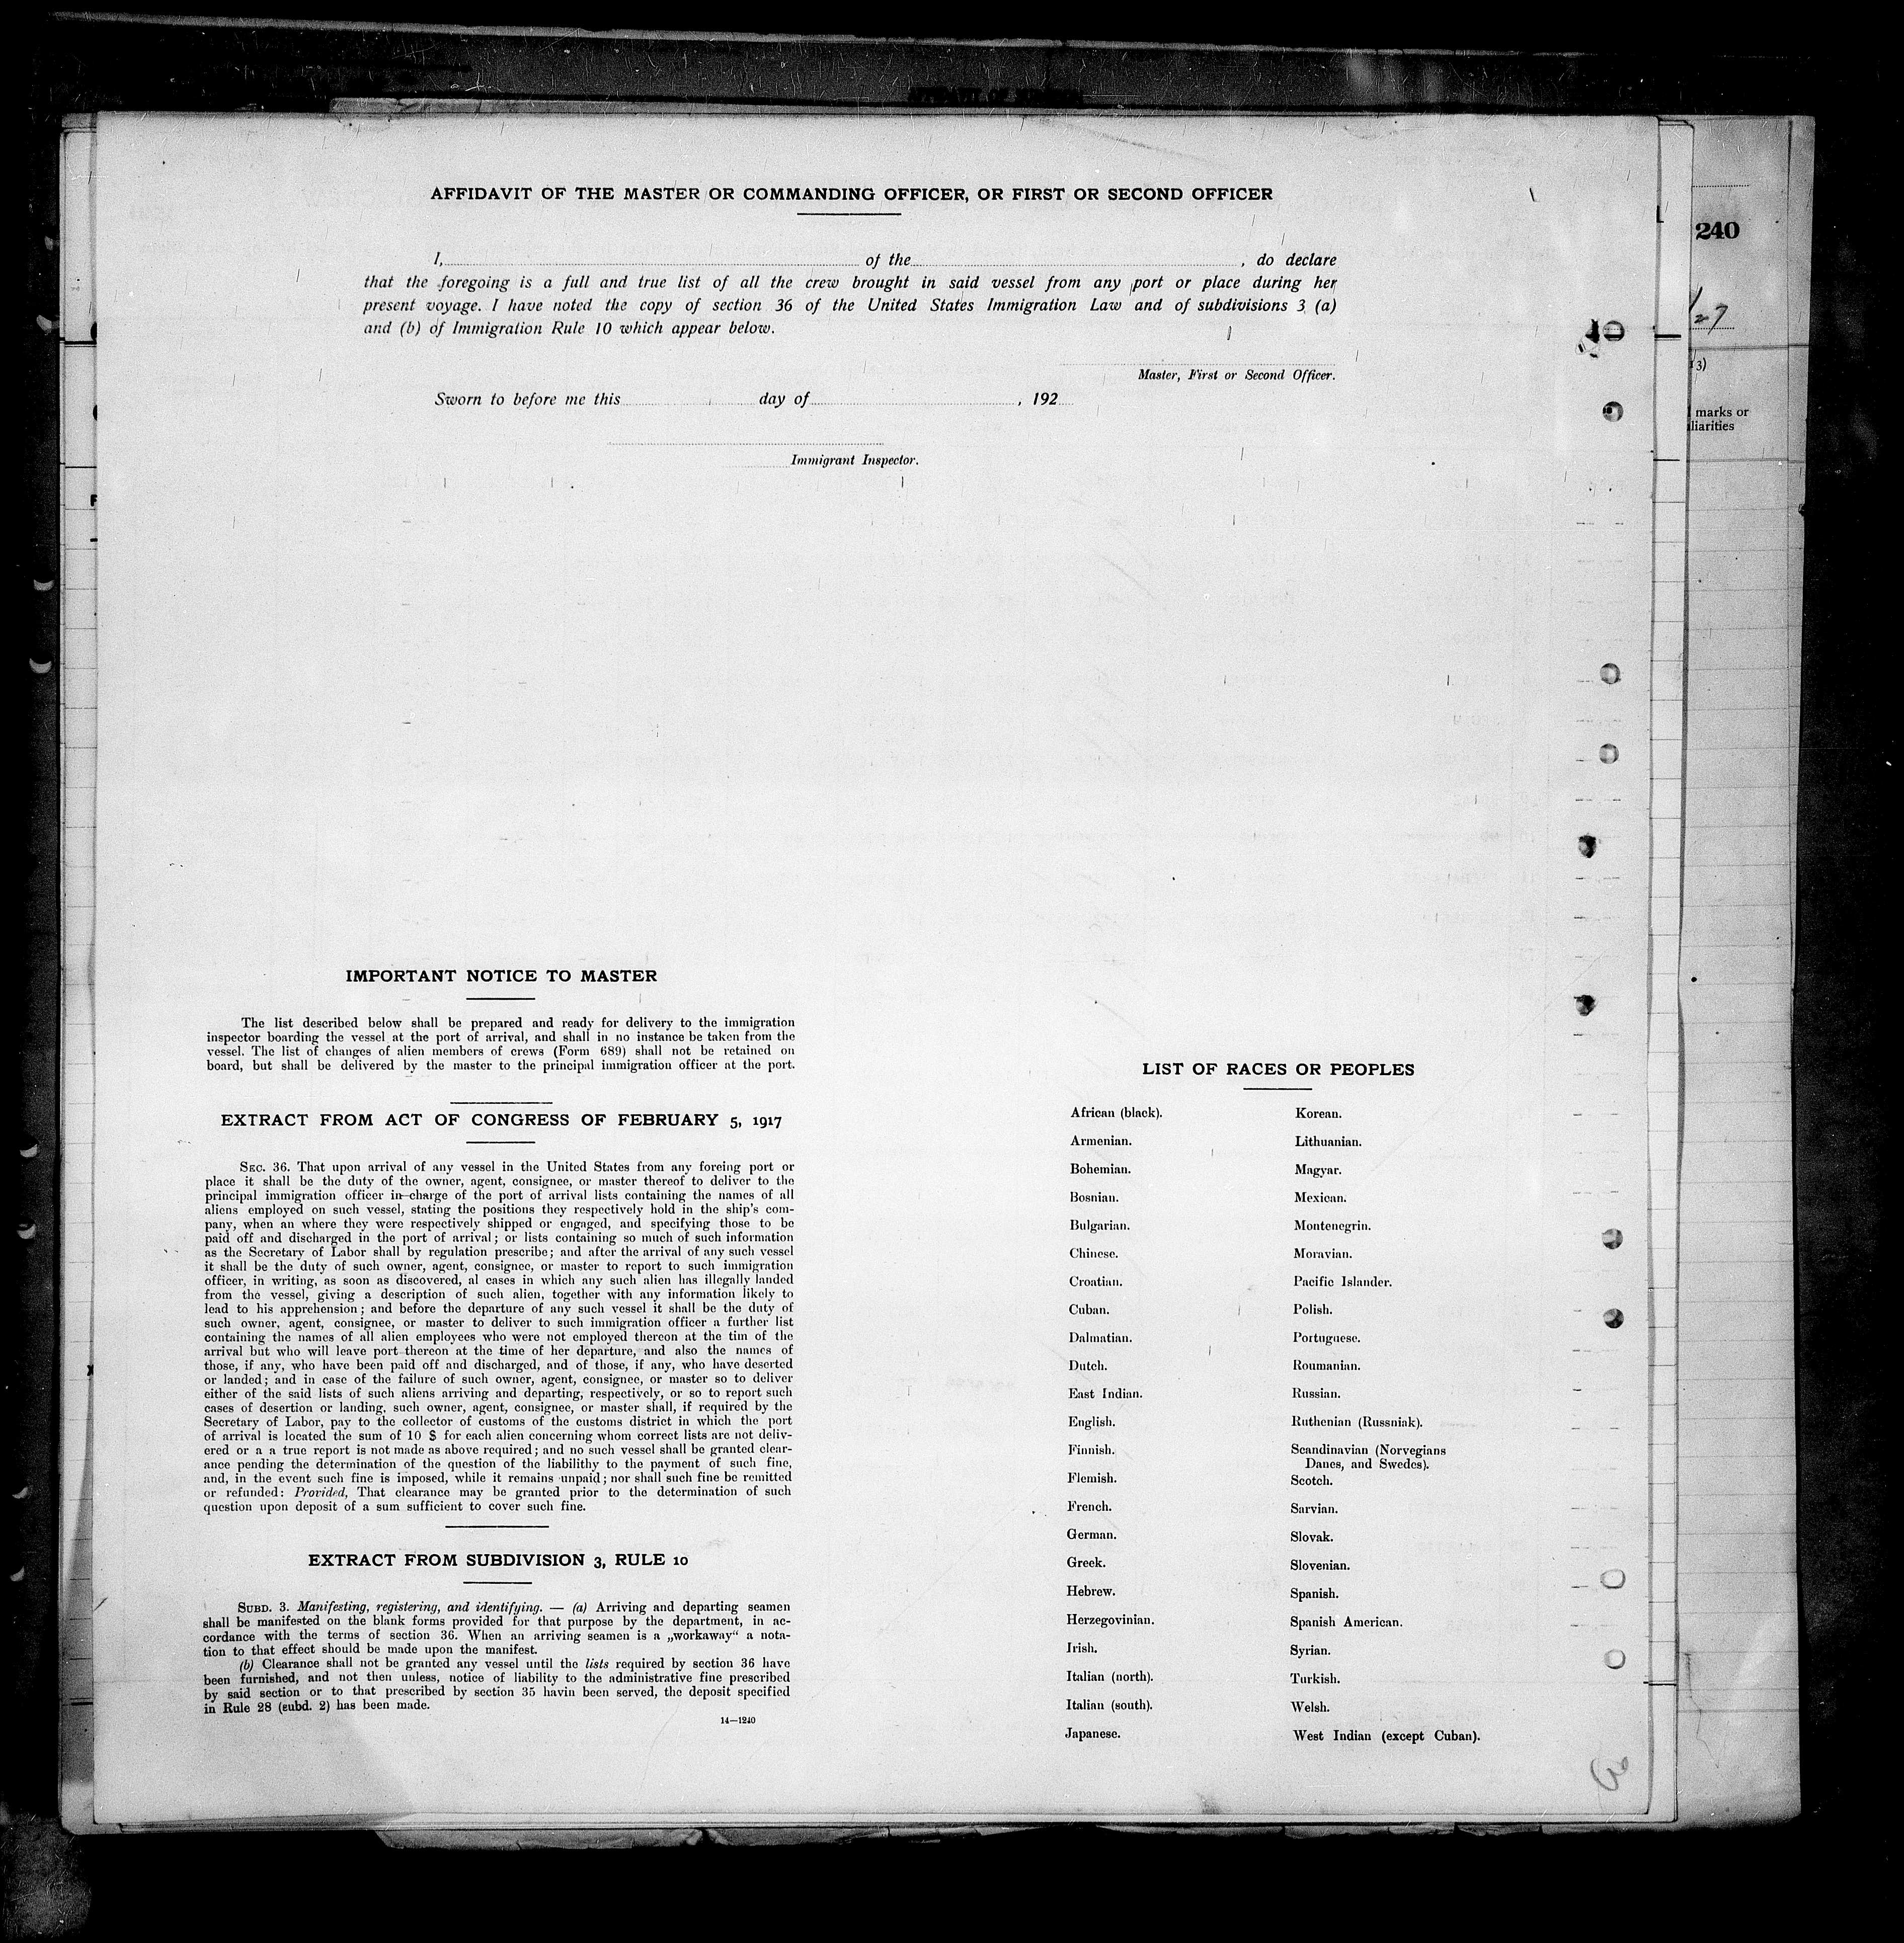 AFFIDAVIT OF THE MASTER OR COMMANDING OFFICER, OR FIRST OR SECOND OFFICER
I, of the , do declare
that the foregoing is a full and true list of all the crew brought in said vessel from any port or place during her
present voyage. I have noted the copy of section 36 of the United States Immigration Law and of subdivisions 3 (a)
and (b) of Immigration Rule 10 which appear below.
Master, First or Second Officer.
Sworn to before me this day of , 192
Immigrant Inspector.
240
3)
marks or
liarities
IMPORTANT NOTICE TO MASTER
The list described below shall be prepared and ready for delivery to the immigration
inspector boarding the vessel at the port of arrival, and shall in no instance be taken from the
vessel. The list of changes of alien members of crews (Form 689) shall not be retained on
board, but shall be delivered by the master to the principal immigration officer at the port.
EXTRACT FROM ACT OF CONGRESS OF FEBRUARY 5, 1917
SEC. 36. That upon arrival of any vessel in the United States from any foreing port or
place it shall be the duty of the owner, agent, consignee, or master thereof to deliver to the
principal immigration officer in-charge of the port of arrival lists containing the names of all
aliens employed on such vessel, stating the positions they respectively hold in the ship's com-
pany, when an where they were respectively shipped or engaged, and specifying those to be
paid off and discharged in the port of arrival; or lists containing so much of such information
as the Secretary of Labor shall by regulation prescribe; and after the arrival of any such vessel
it shall be the duty of such owner, agent, consignee, or master to report to such immigration
officer, in writing, as soon as discovered, al cases in which any such alien has illegally landed
from the vessel, giving a description of such alien, together with any information likely to
lead to his apprehension; and before the departure of any such vessel it shall be the duty of
such owner, agent, consignee, or master to deliver to such immigration officer a further list
containing the names of all alien employees who were not employed thereon at the tim of the
arrival but who will leave port thereon at the time of her departure, and also the names of
those, if any, who have been paid off and discharged, and of those, if any, who have deserted
or landed; and in case of the failure of such owner, agent, consignee, or master so to deliver
either of the said lists of such aliens arriving and departing, respectively, or so to report such
cases of desertion or landing, such owner, agent, consignee, or master shall, if required by the
Secretary of Labor, pay to the collector of customs of the customs district in which the port
of arrival is located the sum of 10 $ for each alien concerning whom correct lists are not deliv-
ered or a a true report is not made as above required; and no such vessel shall be granted clear-
ance pending the determination of the question of the liabilithy to the payment of such fine,
and, in the event such fine is imposed, while it remains unpaid; nor shall such fine be remitted
or refunded: Provided, That clearance may be granted prior to the determination of such
question upon deposit of a sum sufficient to cover such fine.
EXTRACT FROM SUBDIVISION 3, RULE 10
SUBD. 3. Manifesting, registering, and identifying. — (a) Arriving and departing seamen
shall be manifested on the blank forms provided for that purpose by the department, in ac-
cordance with the terms of section 36. When an arriving seamen is a „workaway“ a nota-
tion to that effect should be made upon the manifest.
(b) Clearance shall not be granted any vessel until the lists required by section 36 have
been furnished, and not then unless, notice of liability to the administrative fine prescribed
by said section or to that prescribed by section 35 havin been served, the deposit specified
in Rule 28 (subd. 2) has been made.
14—1240
LIST OF RACES OR PEOPLES
African (black).
Armenian.
Bohemian.
Bosnian.
Bulgarian.
Chinese.
Croatian.
Cuban.
Dalmatian.
Dutch.
East Indian.
English.
Finnish.
Flemish.
French.
German.
Greek.
Hebrew.
Herzegovinian.
Irish.
Italian (north).
Italian (south).
Japanese.
Korean.
Lithuanian.
Magyar.
Mexican.
Montenegrin.
Moravian.
Pacific Islander.
Polish.
Portuguese.
Roumanian.
Russian.
Ruthenian (Russniak).
Scandinavian (Norvegians
Danes, and Swedes).
Scotch.
Sarvian.
Slovak.
Slovenian.
Spanish.
Spanish American.
Syrian.
Turkish.
Welsh.
West Indian (except Cuban).